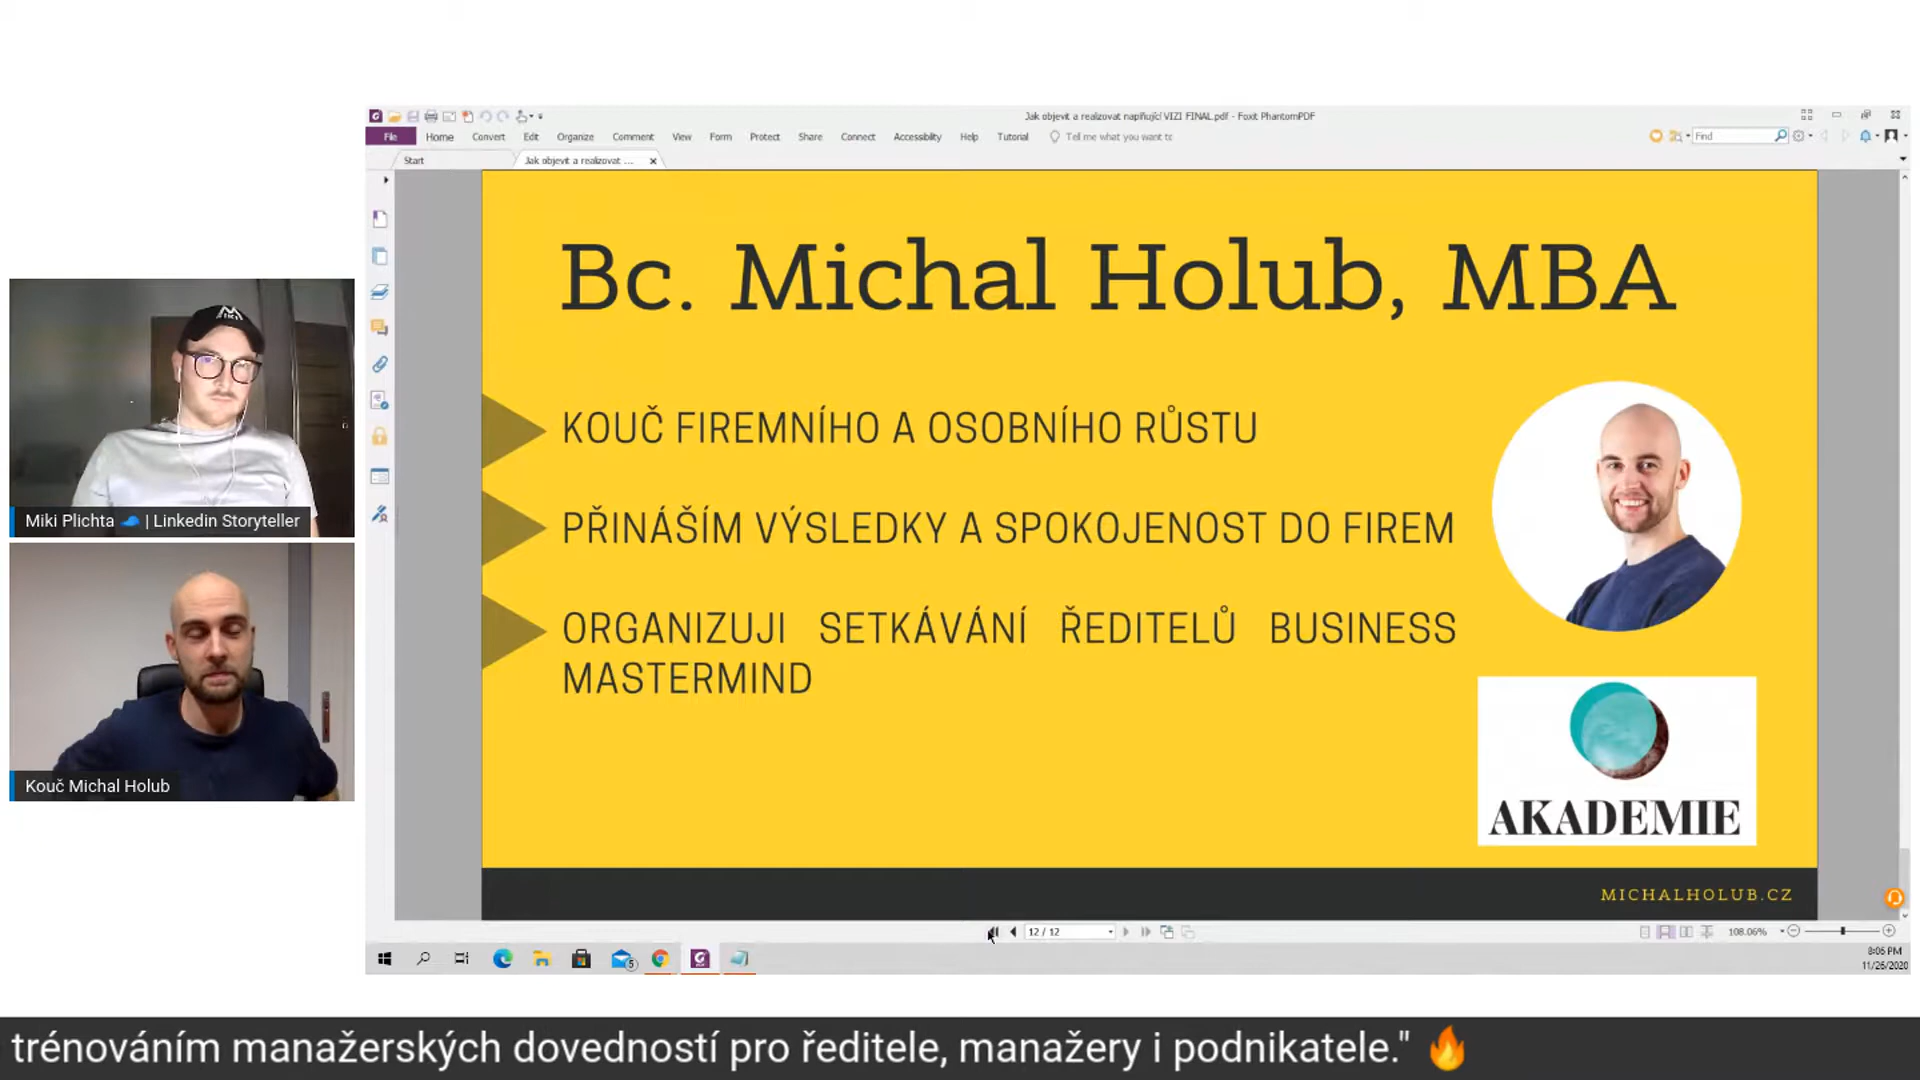 Jak objevit a realizovat naplňující VIZI FINAL.pdf - Foxit PhantomPDF
File Home Convert Edit Organize Comment View Form Protect Share Connect Accessibility Help Tutorial Tell me what you want to Find
Start Jak objevit a realizovat ...
Bc. Michal Holub, MBA
KOUČ FIREMNÍHO A OSOBNÍHO RŮSTU
PŘINÁŠÍM VÝSLEDKY A SPOKOJENOST DO FIREM
ORGANIZUJI SETKÁVÁNÍ ŘEDITELŮ BUSINESS
MASTERMIND
AKADEMIE
MICHALHOLUB.CZ
Miki Plichta | Linkedin Storyteller
Kouč Michal Holub
12 / 12
108.06%
5
8:06 PM
11/26/2020
trénováním manažerských dovedností pro ředitele, manažery i podnikatele." 🔥